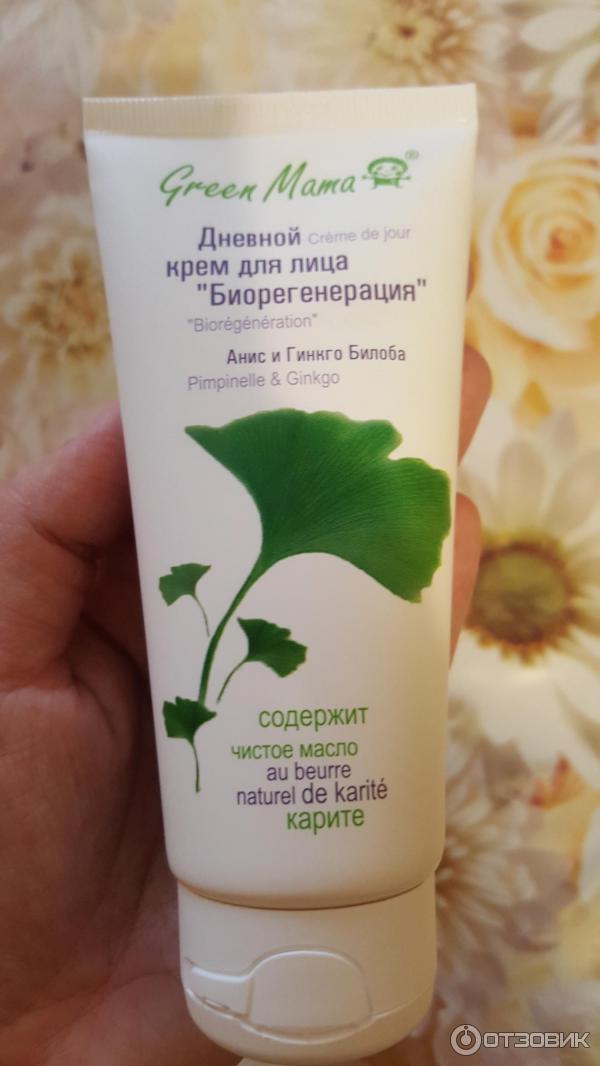 Green Mama®
Дневной Crème de jour
крем для лица
"Биорегенерация"
"Biorégénération"
Анис и Гинкго Билоба
Pimpinelle & Ginkgo
содержит
чистое масло
au beurre
naturel de karité
карите
ОТЗОВИК